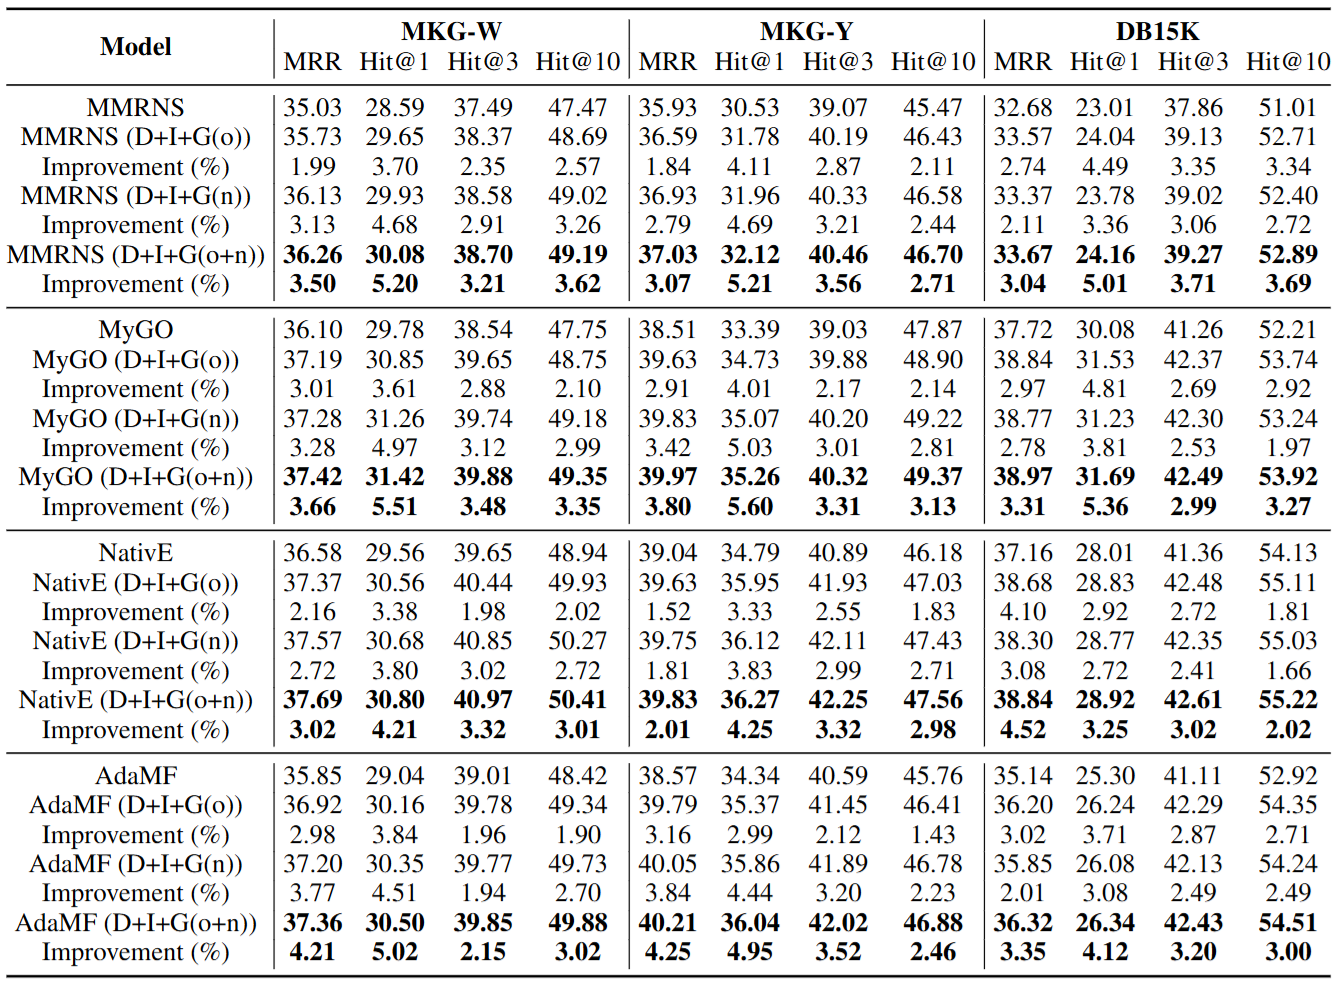 Model MKG-W MKG-Y DB15K
MRR Hit@1 Hit@3 Hit@10 MRR Hit@1 Hit@3 Hit@10 MRR Hit@1 Hit@3 Hit@10
MMRNS 35.03 28.59 37.49 47.47 35.93 30.53 39.07 45.47 32.68 23.01 37.86 51.01
MMRNS (D+I+G(o)) 35.73 29.65 38.37 48.69 36.59 31.78 40.19 46.43 33.57 24.04 39.13 52.71
Improvement (%) 1.99 3.70 2.35 2.57 1.84 4.11 2.87 2.11 2.74 4.49 3.35 3.34
MMRNS (D+I+G(n)) 36.13 29.93 38.58 49.02 36.93 31.96 40.33 46.58 33.37 23.78 39.02 52.40
Improvement (%) 3.13 4.68 2.91 3.26 2.79 4.69 3.21 2.44 2.11 3.36 3.06 2.72
MMRNS (D+I+G(o+n)) 36.26 30.08 38.70 49.19 37.03 32.12 40.46 46.70 33.67 24.16 39.27 52.89
Improvement (%) 3.50 5.20 3.21 3.62 3.07 5.21 3.56 2.71 3.04 5.01 3.71 3.69
MyGO 36.10 29.78 38.54 47.75 38.51 33.39 39.03 47.87 37.72 30.08 41.26 52.21
MyGO (D+I+G(o)) 37.19 30.85 39.65 48.75 39.63 34.73 39.88 48.90 38.84 31.53 42.37 53.74
Improvement (%) 3.01 3.61 2.88 2.10 2.91 4.01 2.17 2.14 2.97 4.81 2.69 2.92
MyGO (D+I+G(n)) 37.28 31.26 39.74 49.18 39.83 35.07 40.20 49.22 38.77 31.23 42.30 53.24
Improvement (%) 3.28 4.97 3.12 2.99 3.42 5.03 3.01 2.81 2.78 3.81 2.53 1.97
MyGO (D+I+G(o+n)) 37.42 31.42 39.88 49.35 39.97 35.26 40.32 49.37 38.97 31.69 42.49 53.92
Improvement (%) 3.66 5.51 3.48 3.35 3.80 5.60 3.31 3.13 3.31 5.36 2.99 3.27
NativE 36.58 29.56 39.65 48.94 39.04 34.79 40.89 46.18 37.16 28.01 41.36 54.13
NativE (D+I+G(o)) 37.37 30.56 40.44 49.93 39.63 35.95 41.93 47.03 38.68 28.83 42.48 55.11
Improvement (%) 2.16 3.38 1.98 2.02 1.52 3.33 2.55 1.83 4.10 2.92 2.72 1.81
NativE (D+I+G(n)) 37.57 30.68 40.85 50.27 39.75 36.12 42.11 47.43 38.30 28.77 42.35 55.03
Improvement (%) 2.72 3.80 3.02 2.72 1.81 3.83 2.99 2.71 3.08 2.72 2.41 1.66
NativE (D+I+G(o+n)) 37.69 30.80 40.97 50.41 39.83 36.27 42.25 47.56 38.84 28.92 42.61 55.22
Improvement (%) 3.02 4.21 3.32 3.01 2.01 4.25 3.32 2.98 4.52 3.25 3.02 2.02
AdaMF 35.85 29.04 39.01 48.42 38.57 34.34 40.59 45.76 35.14 25.30 41.11 52.92
AdaMF (D+I+G(o)) 36.92 30.16 39.78 49.34 39.79 35.37 41.45 46.41 36.20 26.24 42.29 54.35
Improvement (%) 2.98 3.84 1.96 1.90 3.16 2.99 2.12 1.43 3.02 3.71 2.87 2.71
AdaMF (D+I+G(n)) 37.20 30.35 39.77 49.73 40.05 35.86 41.89 46.78 35.85 26.08 42.13 54.24
Improvement (%) 3.77 4.51 1.94 2.70 3.84 4.44 3.20 2.23 2.01 3.08 2.49 2.49
AdaMF (D+I+G(o+n)) 37.36 30.50 39.85 49.88 40.21 36.04 42.02 46.88 36.32 26.34 42.43 54.51
Improvement (%) 4.21 5.02 2.15 3.02 4.25 4.95 3.52 2.46 3.35 4.12 3.20 3.00